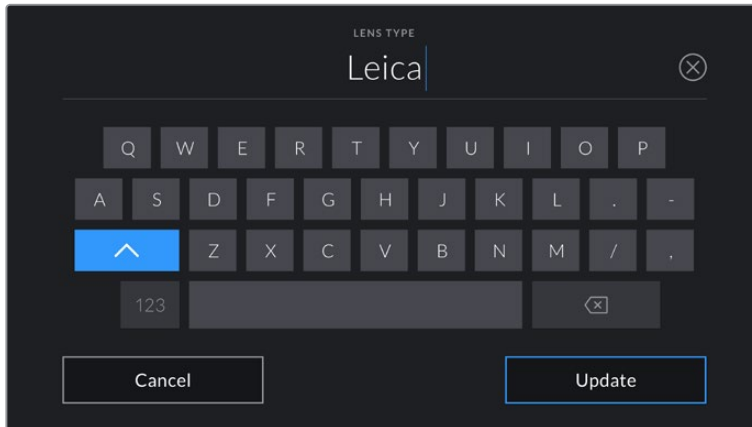 LENS TYPE
Leica
Q W E R T Y U I O P
A S D F G H J K L . -
Z X C V B N M / ,
123
Cancel Update